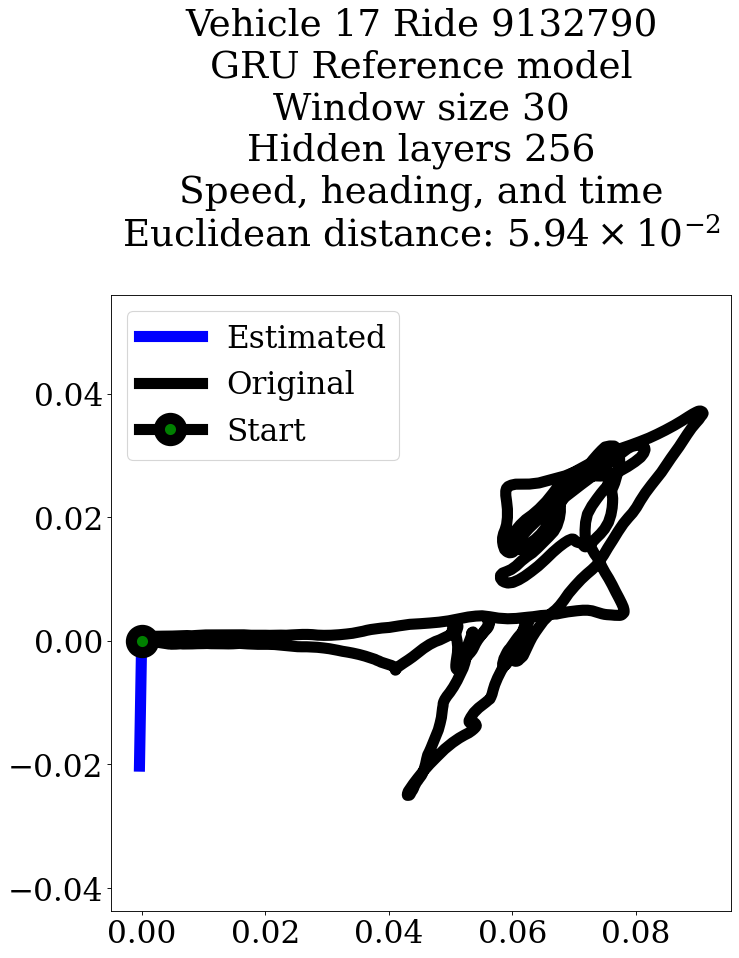 Vehicle 17 Ride 9132790
GRU Reference model
Window size 30
Hidden layers 256
Speed, heading, and time
Euclidean distance: 5.94 × 10⁻²
Estimated
Original
Start
0.04
0.02
0.00
−0.02
−0.04
0.00 0.02 0.04 0.06 0.08